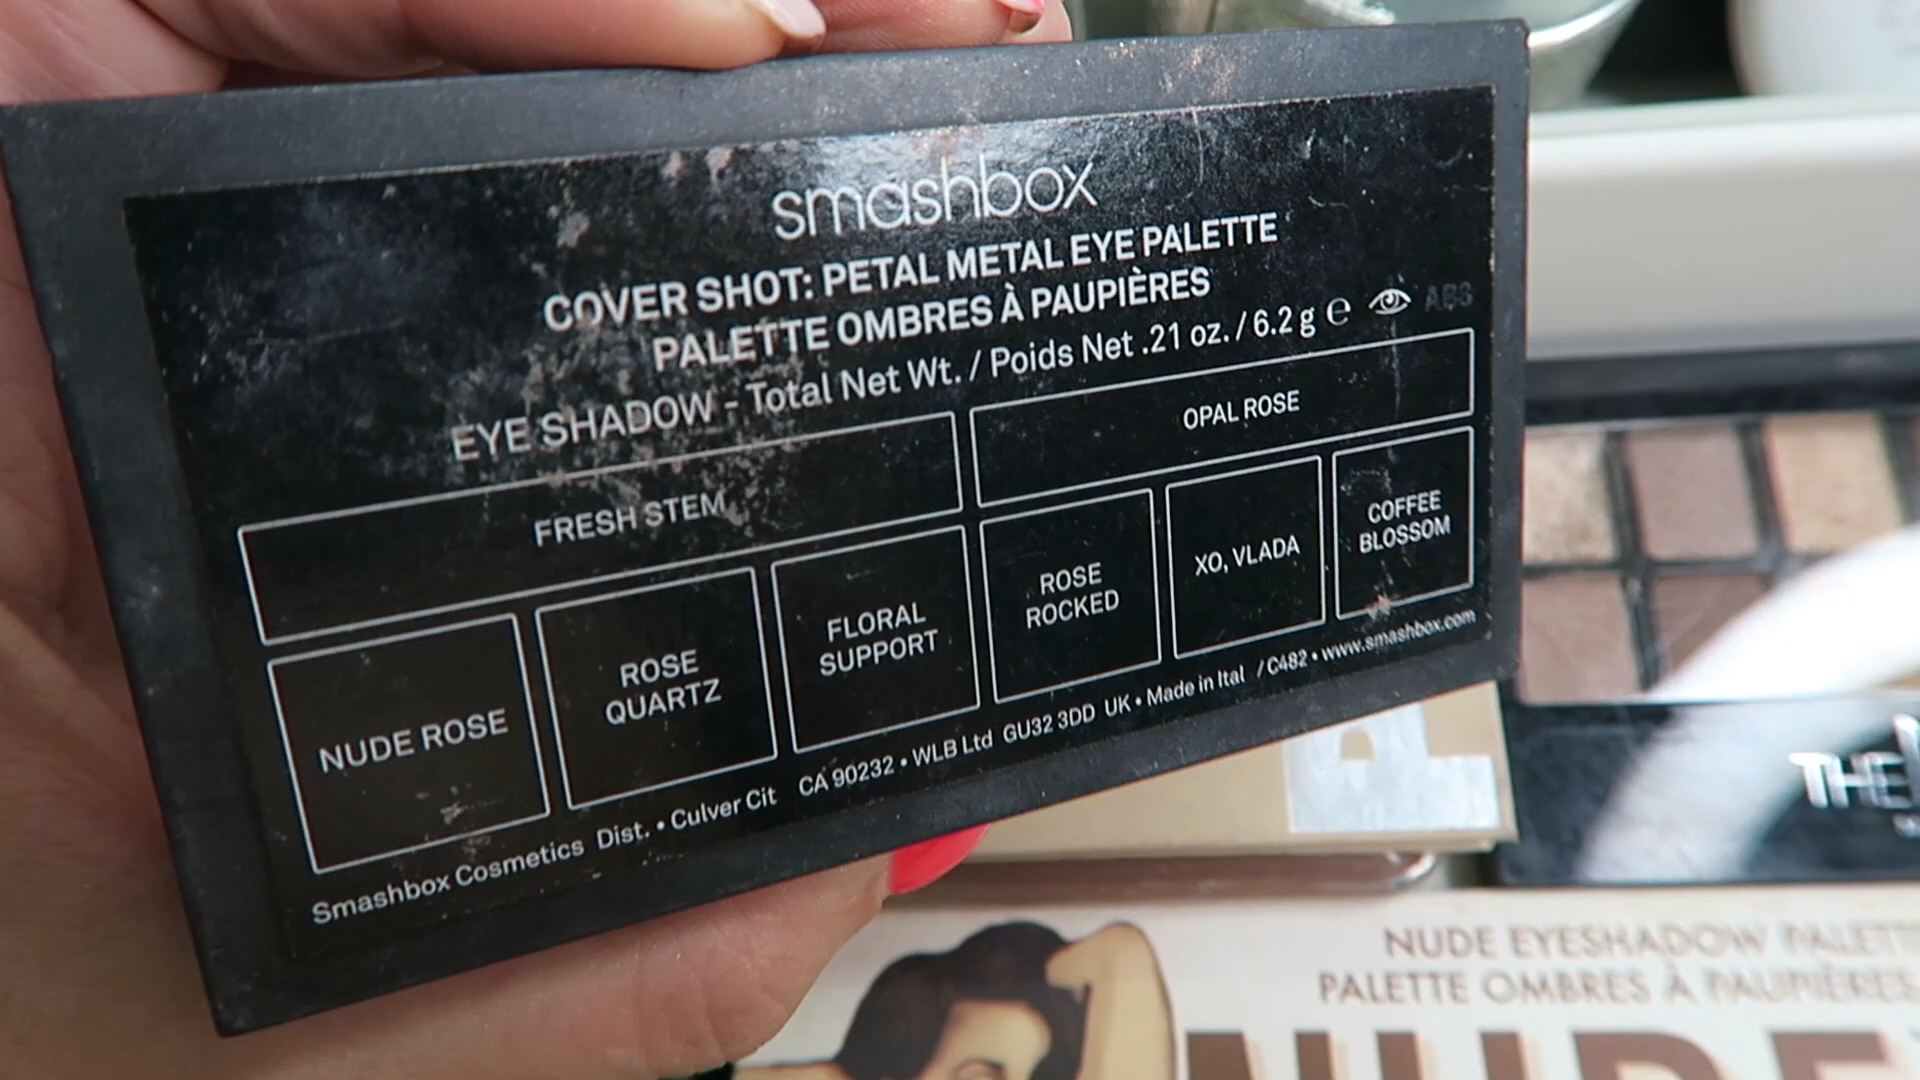 smashbox
COVER SHOT: PETAL METAL EYE PALETTE
PALETTE OMBRES À PAUPIÈRES
EYE SHADOW - Total Net Wt. / Poids Net .21 oz. / 6.2 g e
FRESH STEM
OPAL ROSE
NUDE ROSE
ROSE
QUARTZ
FLORAL
SUPPORT
ROSE
ROCKED
XO, VLADA
COFFEE
BLOSSOM
Smashbox Cosmetics Dist. • Culver Cit CA 90232 • WLB Ltd GU32 3DD UK • Made in Ital / C482 • www.smashbox.com
THE
NUDE EYESHADOW PALETT
PALETTE OMBRES À PAUPIÈRES